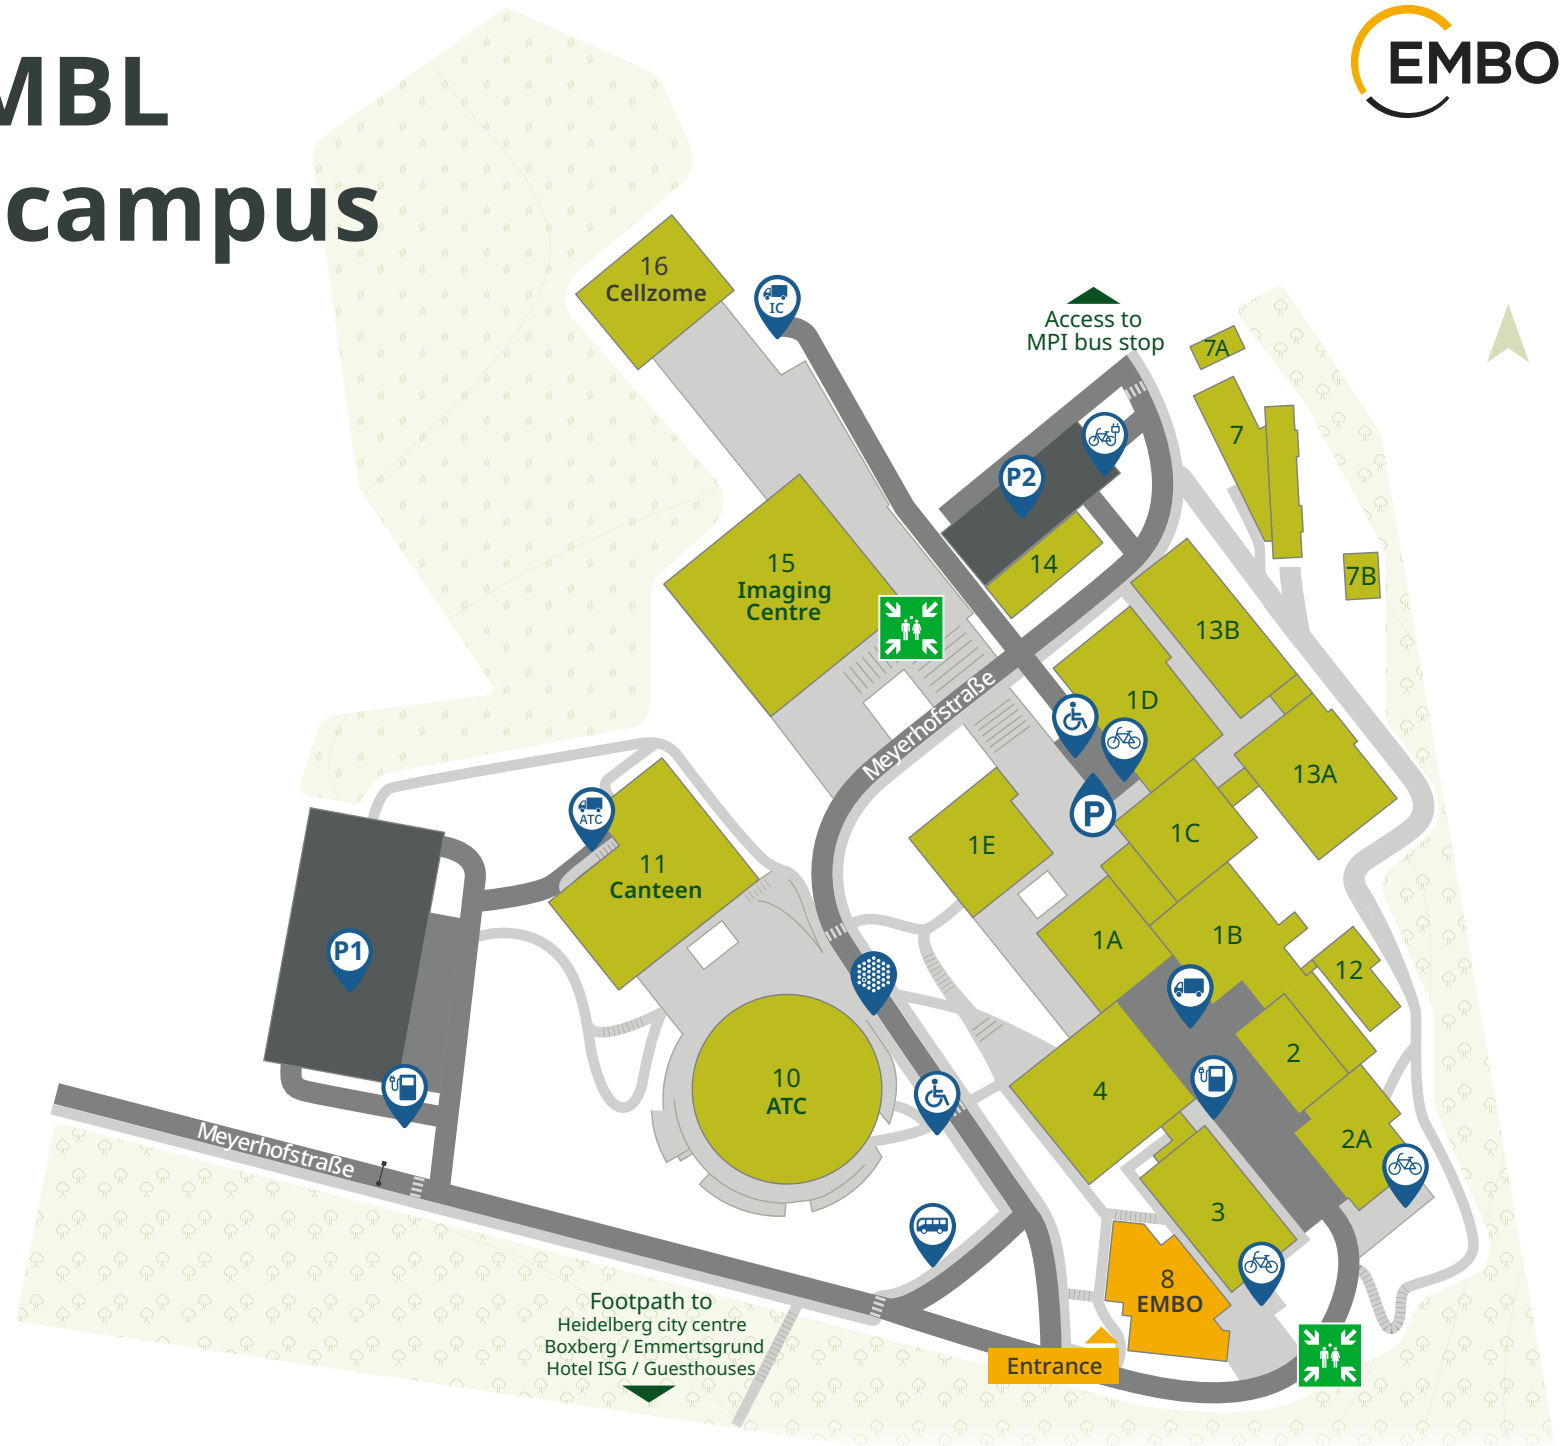 MBL
campus
EMBO
16
Cellzome
IC
Access to
MPI bus stop
7A
7
P2
14
7B
15
Imaging
Centre
13B
1D
Meyerhofstraße
13A
P
1C
1E
ATC
11
Canteen
1A
1B
12
P1
2
10
ATC
4
2A
Meyerhofstraße
3
8
EMBO
Footpath to
Heidelberg city centre
Boxberg / Emmertsgrund
Hotel ISG / Guesthouses
Entrance